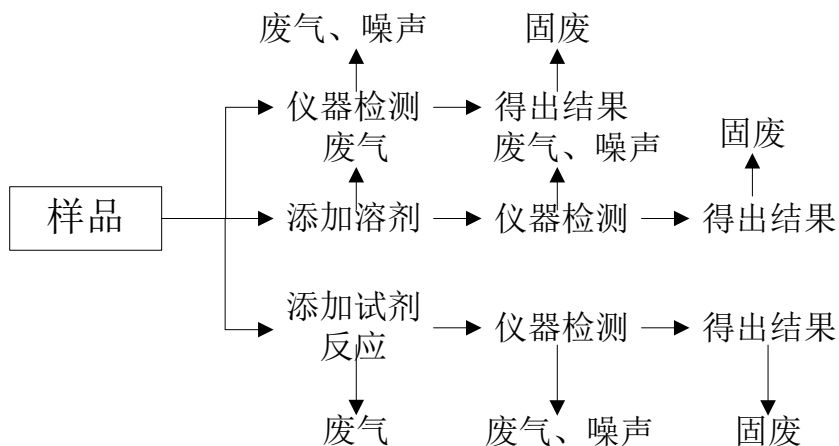 废气、噪声
固废
仪器检测
得出结果
废气
废气、噪声
固废
样品
添加溶剂
仪器检测
得出结果
添加试剂
反应
仪器检测
得出结果
废气
废气、噪声
固废